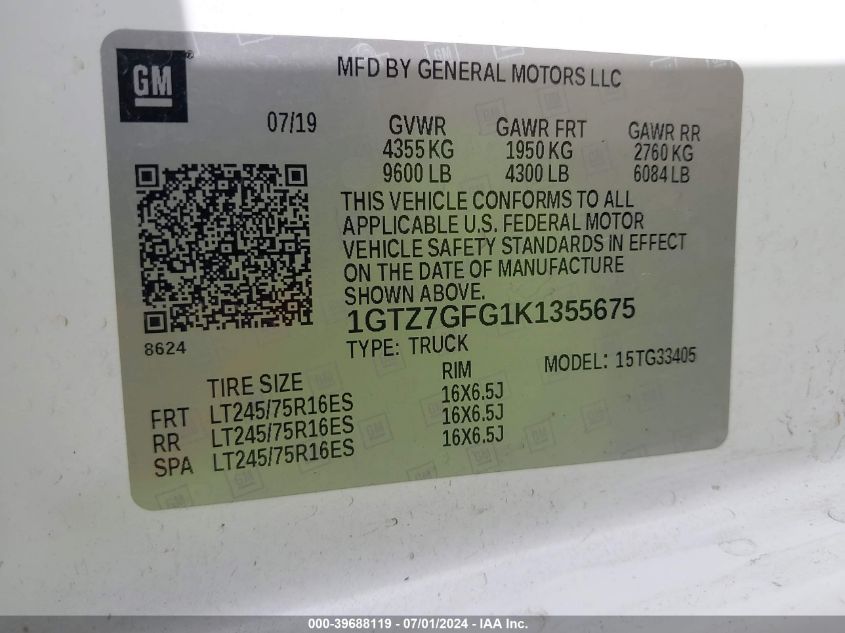 GM ®
MFD BY GENERAL MOTORS LLC
07/19 GVWR GAWR FRT GAWR RR
4355 KG 1950 KG 2760 KG
9600 LB 4300 LB 6084 LB
THIS VEHICLE CONFORMS TO ALL
APPLICABLE U.S. FEDERAL MOTOR
VEHICLE SAFETY STANDARDS IN EFFECT
ON THE DATE OF MANUFACTURE
SHOWN ABOVE.
1GTZ7GFG1K1355675
8624
TYPE: TRUCK MODEL: 15TG33405
TIRE SIZE RIM
FRT LT245/75R16ES 16X6.5J
RR LT245/75R16ES 16X6.5J
SPA LT245/75R16ES 16X6.5J
000-39688119 - 07/01/2024 - IAA Inc.